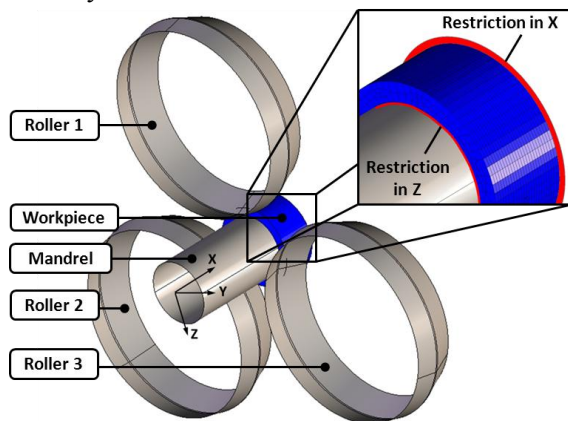 Restriction in X
Roller 1
Restriction
in Z
Workpiece
Mandrel
X
Y
Roller 2
Z
Roller 3